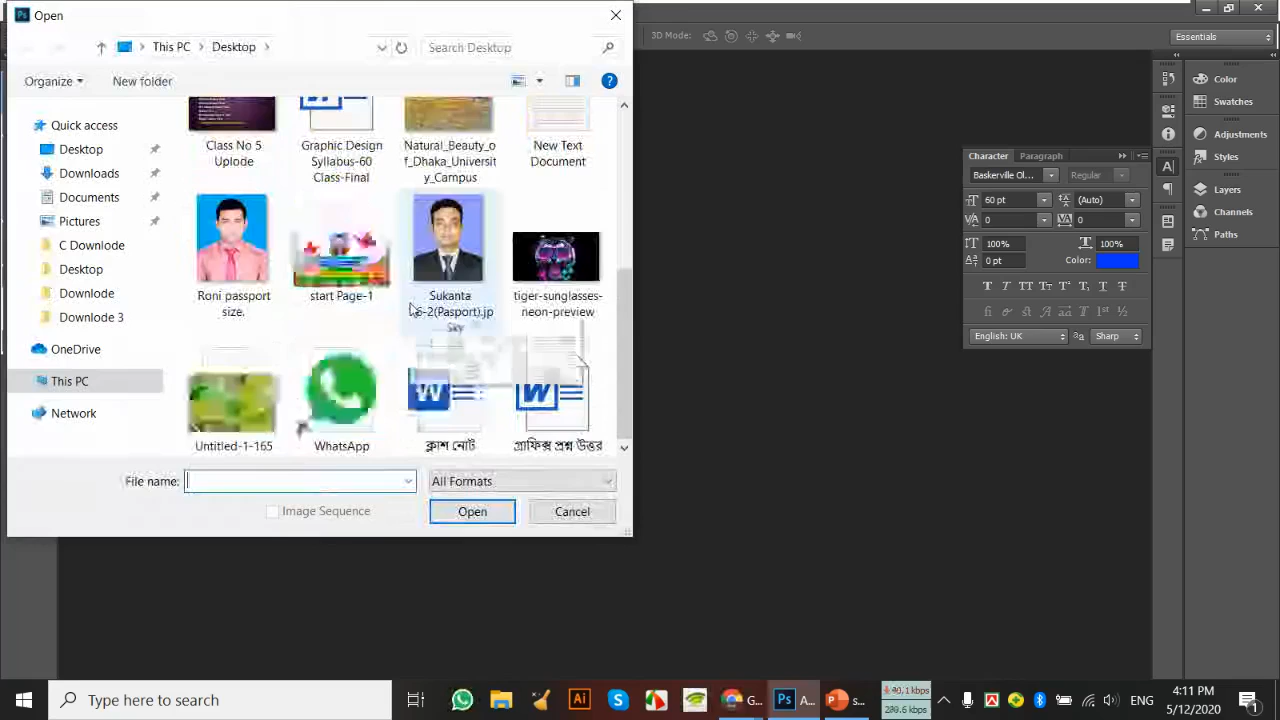 Open
This PC
Desktop
Search Desktop
Organize
New folder
3D Mode:
Essentials
Quick access
Desktop
Downloads
Documents
Pictures
C Downlode
Desktop
Downlode
Downlode 3
OneDrive
This PC
Network
Class No 5
Uplode
Graphic Design
Syllabus-60
Class-Final
Natural_Beauty_o
f_Dhaka_Universit
y_Campus
New Text
Document
Roni passport
size.
start Page-1
Sukanta
tiger-sunglasses-
neon-preview
Untitled-1-165
WhatsApp
ক্লাশ নোট
গ্রাফিক্স প্রশ্ন উত্তর
File name:
All Formats
Image Sequence
Open
Cancel
Character
Paragraph
Baskerville Ol...
Regular
60 pt
(Auto)
0
0
100%
100%
0 pt
Color:
English: UK
Sharp
Color
Swatches
Adjustments
Styles
Layers
Channels
Paths
Type here to search
G...
A...
s...
ENG
4:11 PM
5/12/2020